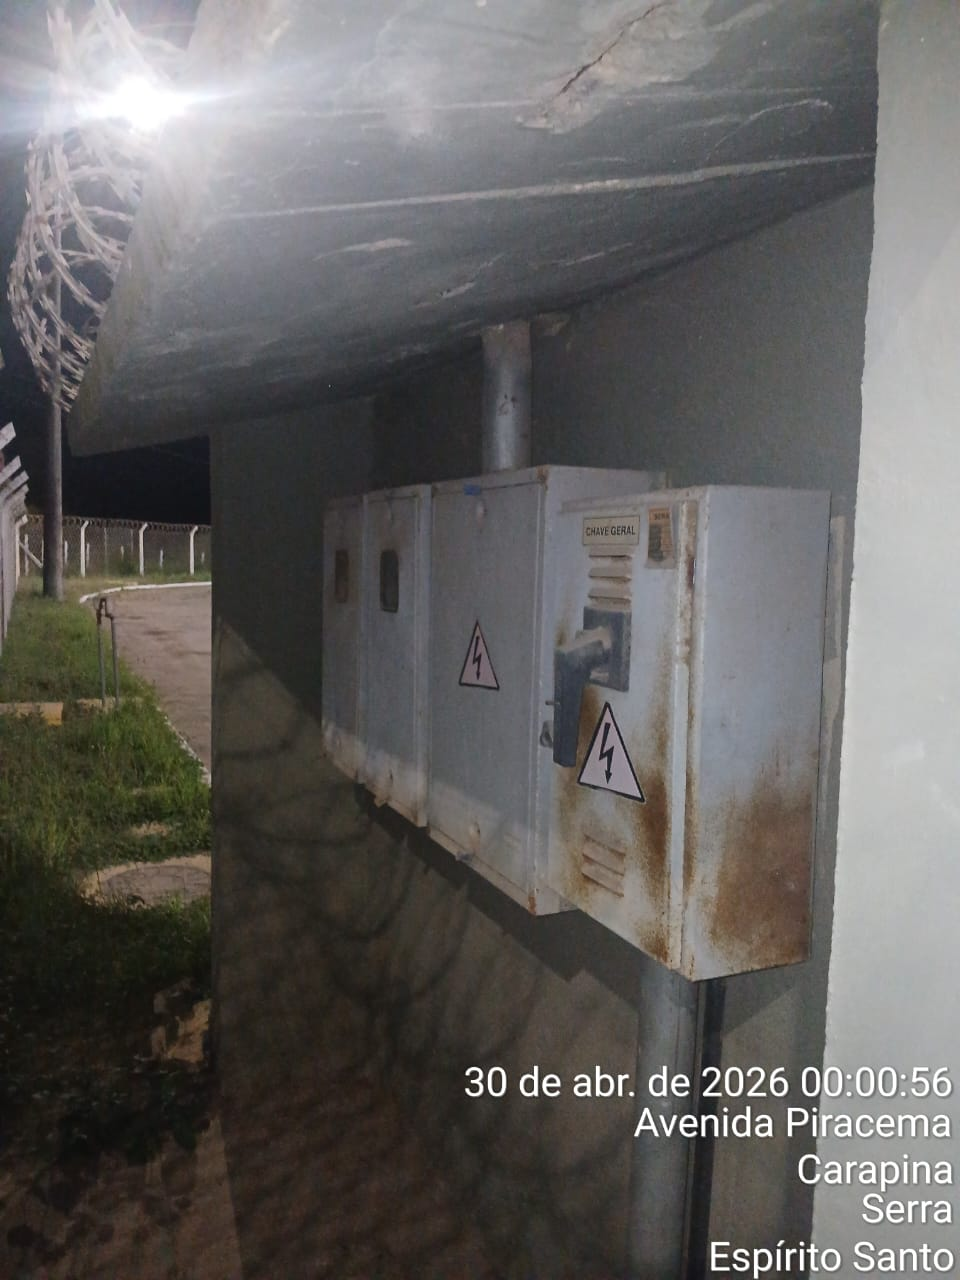 CHAVE GERAL
30 de abr. de 2026 00:00:56
Avenida Piracema
Carapina
Serra
Espírito Santo